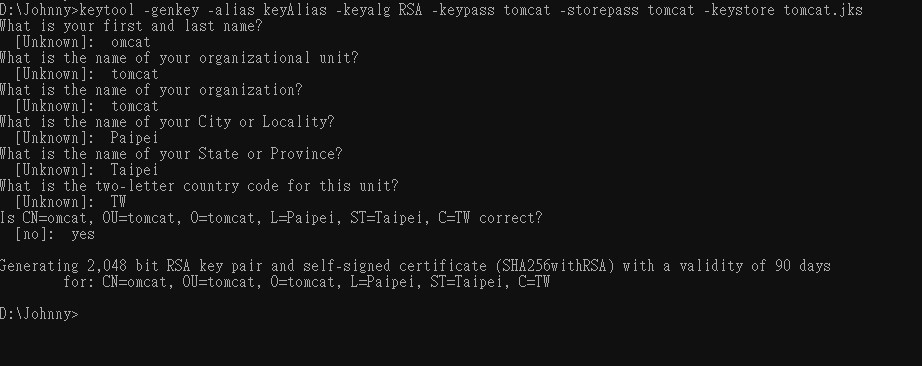 D:\Johnny>keytool -genkey -alias keyAlias -keyalg RSA -keypass tomcat -storepass tomcat -keystore tomcat.jks
What is your first and last name?
  [Unknown]:  omcat
What is the name of your organizational unit?
  [Unknown]:  tomcat
What is the name of your organization?
  [Unknown]:  tomcat
What is the name of your City or Locality?
  [Unknown]:  Paipei
What is the name of your State or Province?
  [Unknown]:  Taipei
What is the two-letter country code for this unit?
  [Unknown]:  TW
Is CN=omcat, OU=tomcat, O=tomcat, L=Paipei, ST=Taipei, C=TW correct?
  [no]:  yes
Generating 2,048 bit RSA key pair and self-signed certificate (SHA256withRSA) with a validity of 90 days
        for: CN=omcat, OU=tomcat, O=tomcat, L=Paipei, ST=Taipei, C=TW
D:\Johnny>